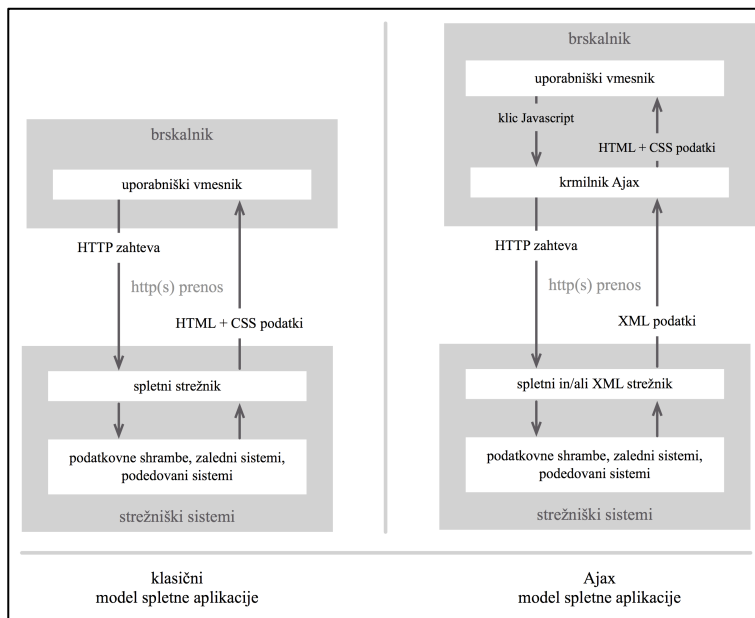 brskalnik
uporabniški vmesnik
HTTP zahteva
http(s) prenos
HTML + CSS podatki
spletni strežnik
podatkovne shrambe, zaledni sistemi,
podedovani sistemi
strežniški sistemi
klasični
model spletne aplikacije
brskalnik
uporabniški vmesnik
klic Javascript
HTML + CSS podatki
krmilnik Ajax
HTTP zahteva
http(s) prenos
XML podatki
spletni in/ali XML strežnik
podatkovne shrambe, zaledni sistemi,
podedovani sistemi
strežniški sistemi
Ajax
model spletne aplikacije